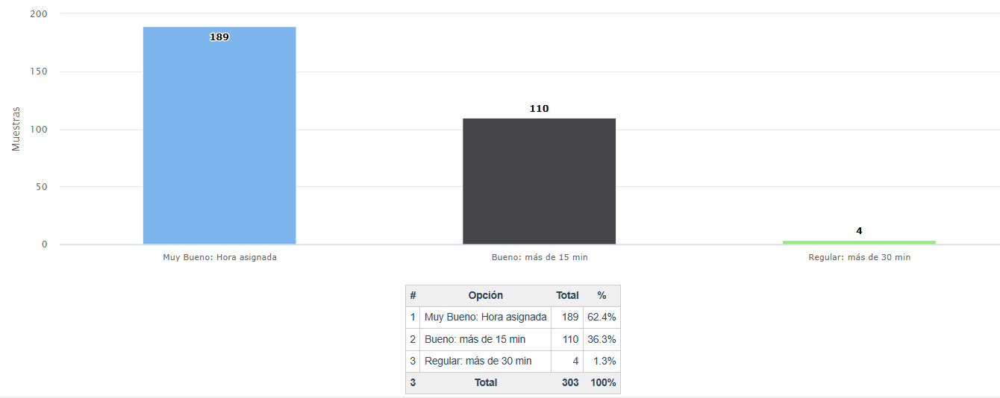 200
189
150
110
100
50
4
0
Muestras
Muy Bueno: Hora asignada
Bueno: más de 15 min
Regular: más de 30 min
# Opción Total %
1 Muy Bueno: Hora asignada 189 62.4%
2 Bueno: más de 15 min 110 36.3%
3 Regular: más de 30 min 4 1.3%
3 Total 303 100%